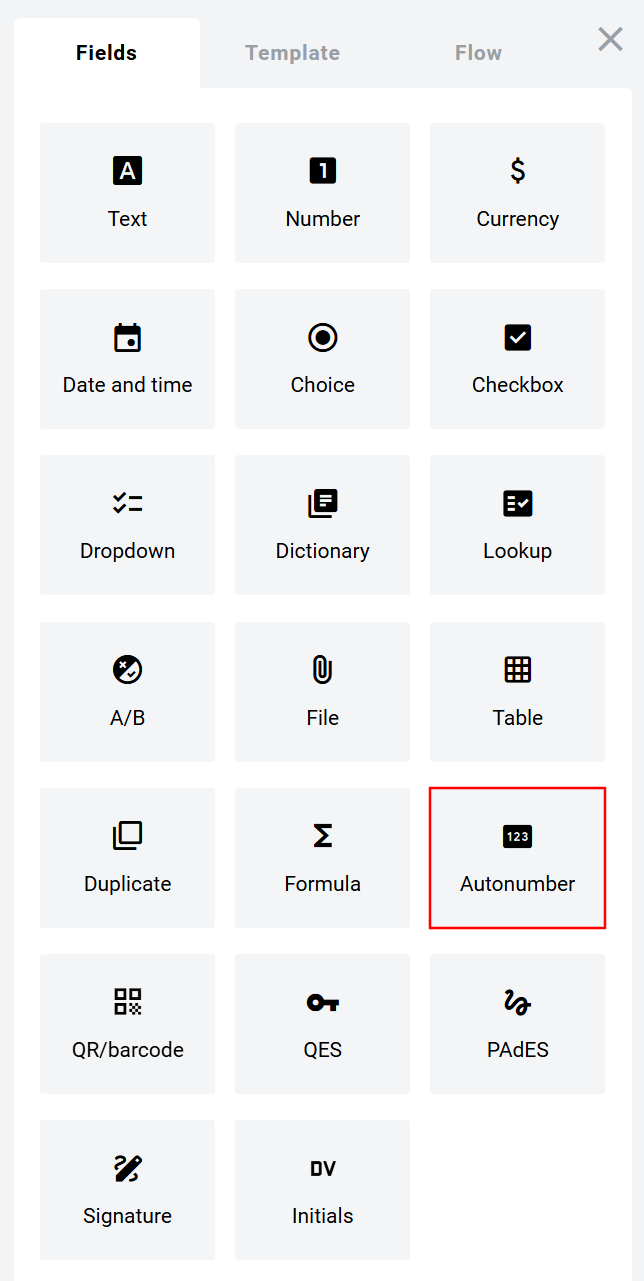 Fields Template Flow
A 1 $
Text Number Currency
Date and time Choice Checkbox
Dropdown Dictionary Lookup
A/B File Table
Σ 123
Duplicate Formula Autonumber
QR/barcode QES PAdES
DV
Signature Initials